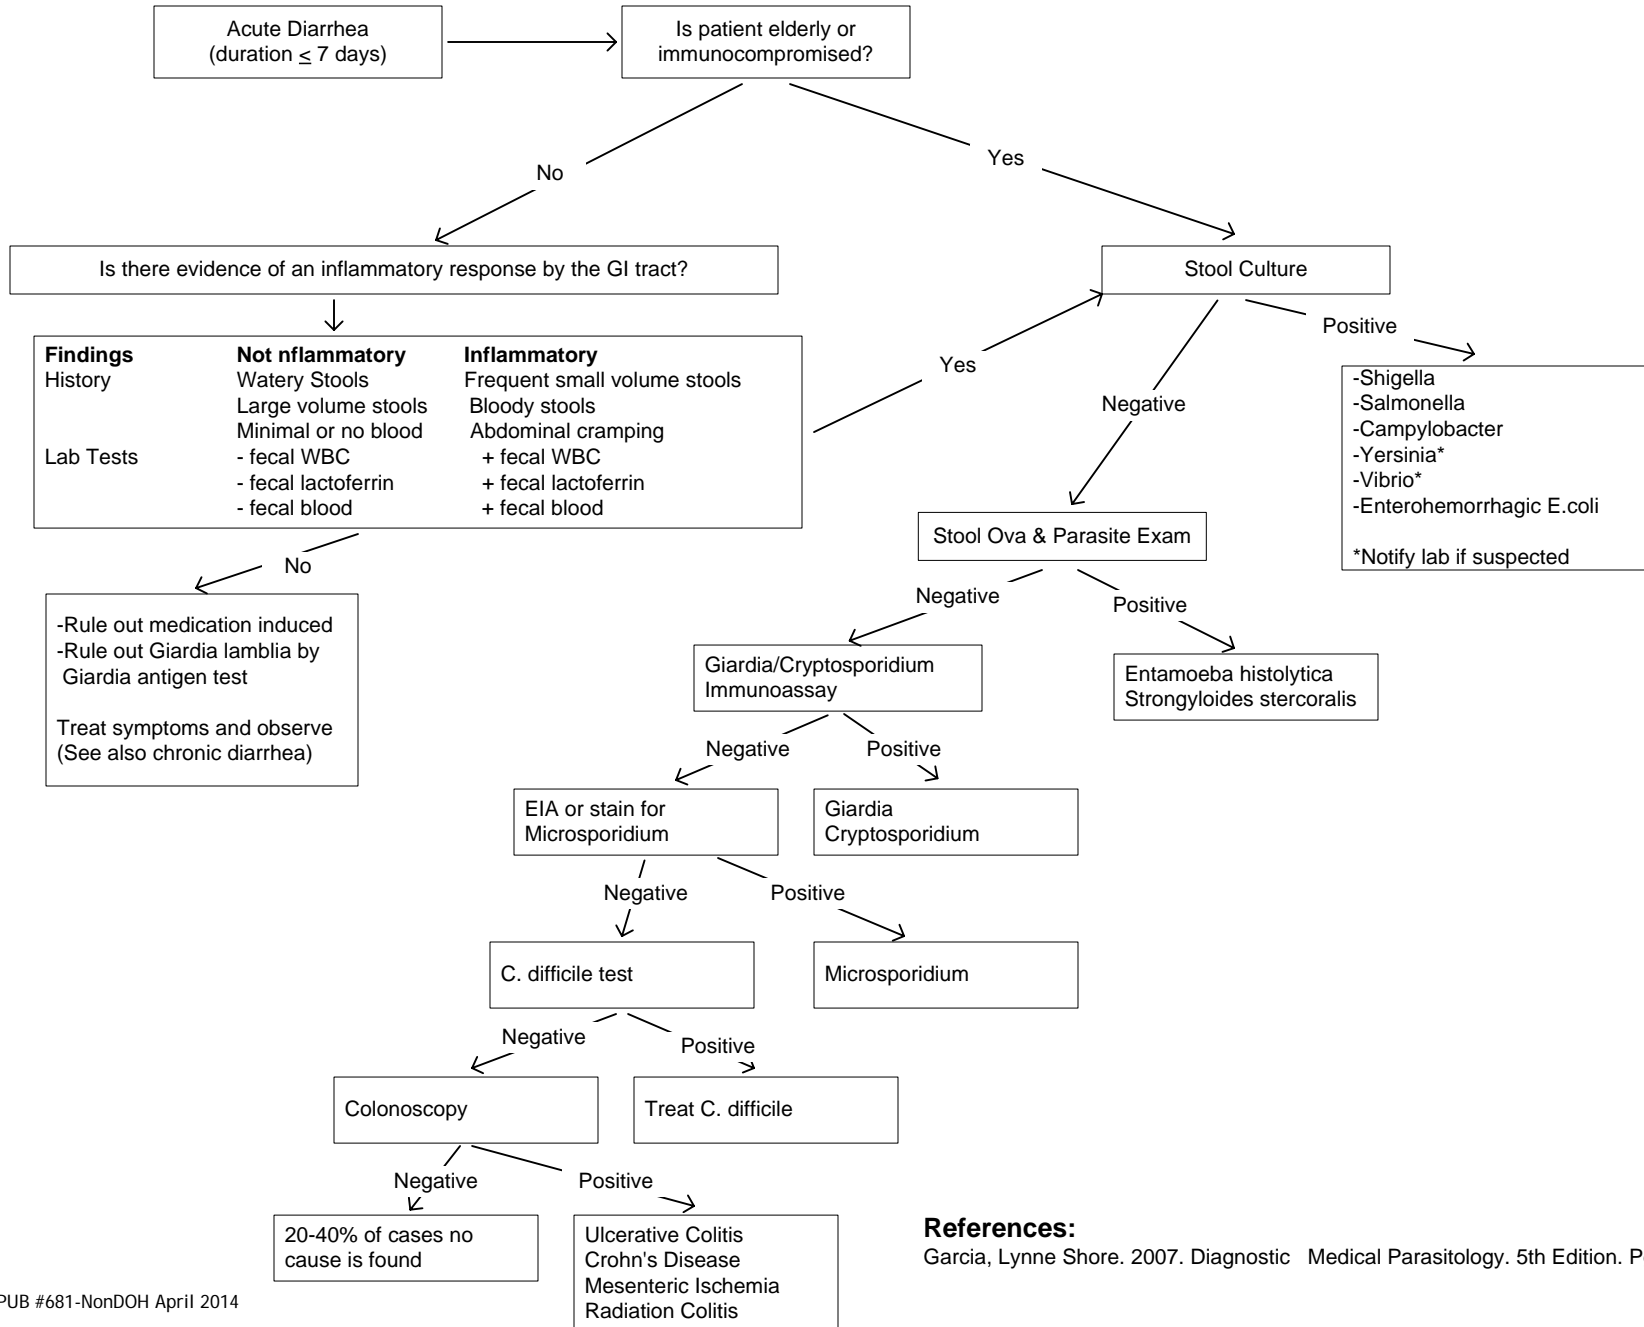 Acute Diarrhea
(duration ≤ 7 days)
Is patient elderly or
immunocompromised?
No
Yes
Is there evidence of an inflammatory response by the GI tract?
Stool Culture
Findings Not nflammatory Inflammatory
History Watery Stools Frequent small volume stools
Large volume stools Bloody stools
Minimal or no blood Abdominal cramping
Lab Tests - fecal WBC + fecal WBC
- fecal lactoferrin + fecal lactoferrin
- fecal blood + fecal blood
Yes
Positive
Negative
-Shigella
-Salmonella
-Campylobacter
-Yersinia*
-Vibrio*
-Enterohemorrhagic E.coli
*Notify lab if suspected
No
-Rule out medication induced
-Rule out Giardia lamblia by
Giardia antigen test
Treat symptoms and observe
(See also chronic diarrhea)
Stool Ova & Parasite Exam
Negative
Positive
Giardia/Cryptosporidium
Immunoassay
Entamoeba histolytica
Strongyloides stercoralis
Negative
Positive
EIA or stain for
Microsporidium
Giardia
Cryptosporidium
Negative
Positive
C. difficile test
Microsporidium
Negative
Positive
Colonoscopy
Treat C. difficile
Negative
Positive
20-40% of cases no
cause is found
Ulcerative Colitis
Crohn's Disease
Mesenteric Ischemia
Radiation Colitis
References:
Garcia, Lynne Shore. 2007. Diagnostic Medical Parasitology. 5th Edition.
PUB #681-NonDOH April 2014